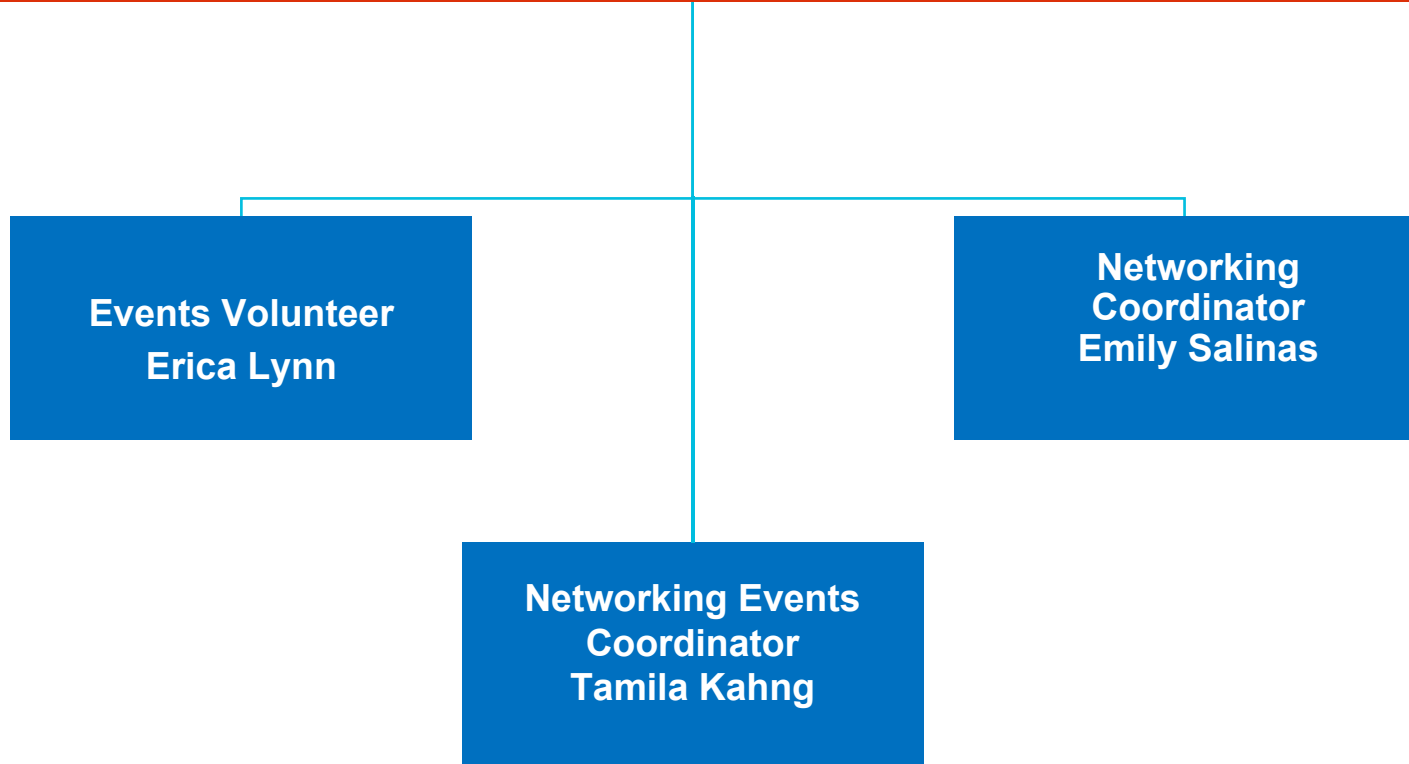 Events Volunteer
Erica Lynn
Networking
Coordinator
Emily Salinas
Networking Events
Coordinator
Tamila Kahng